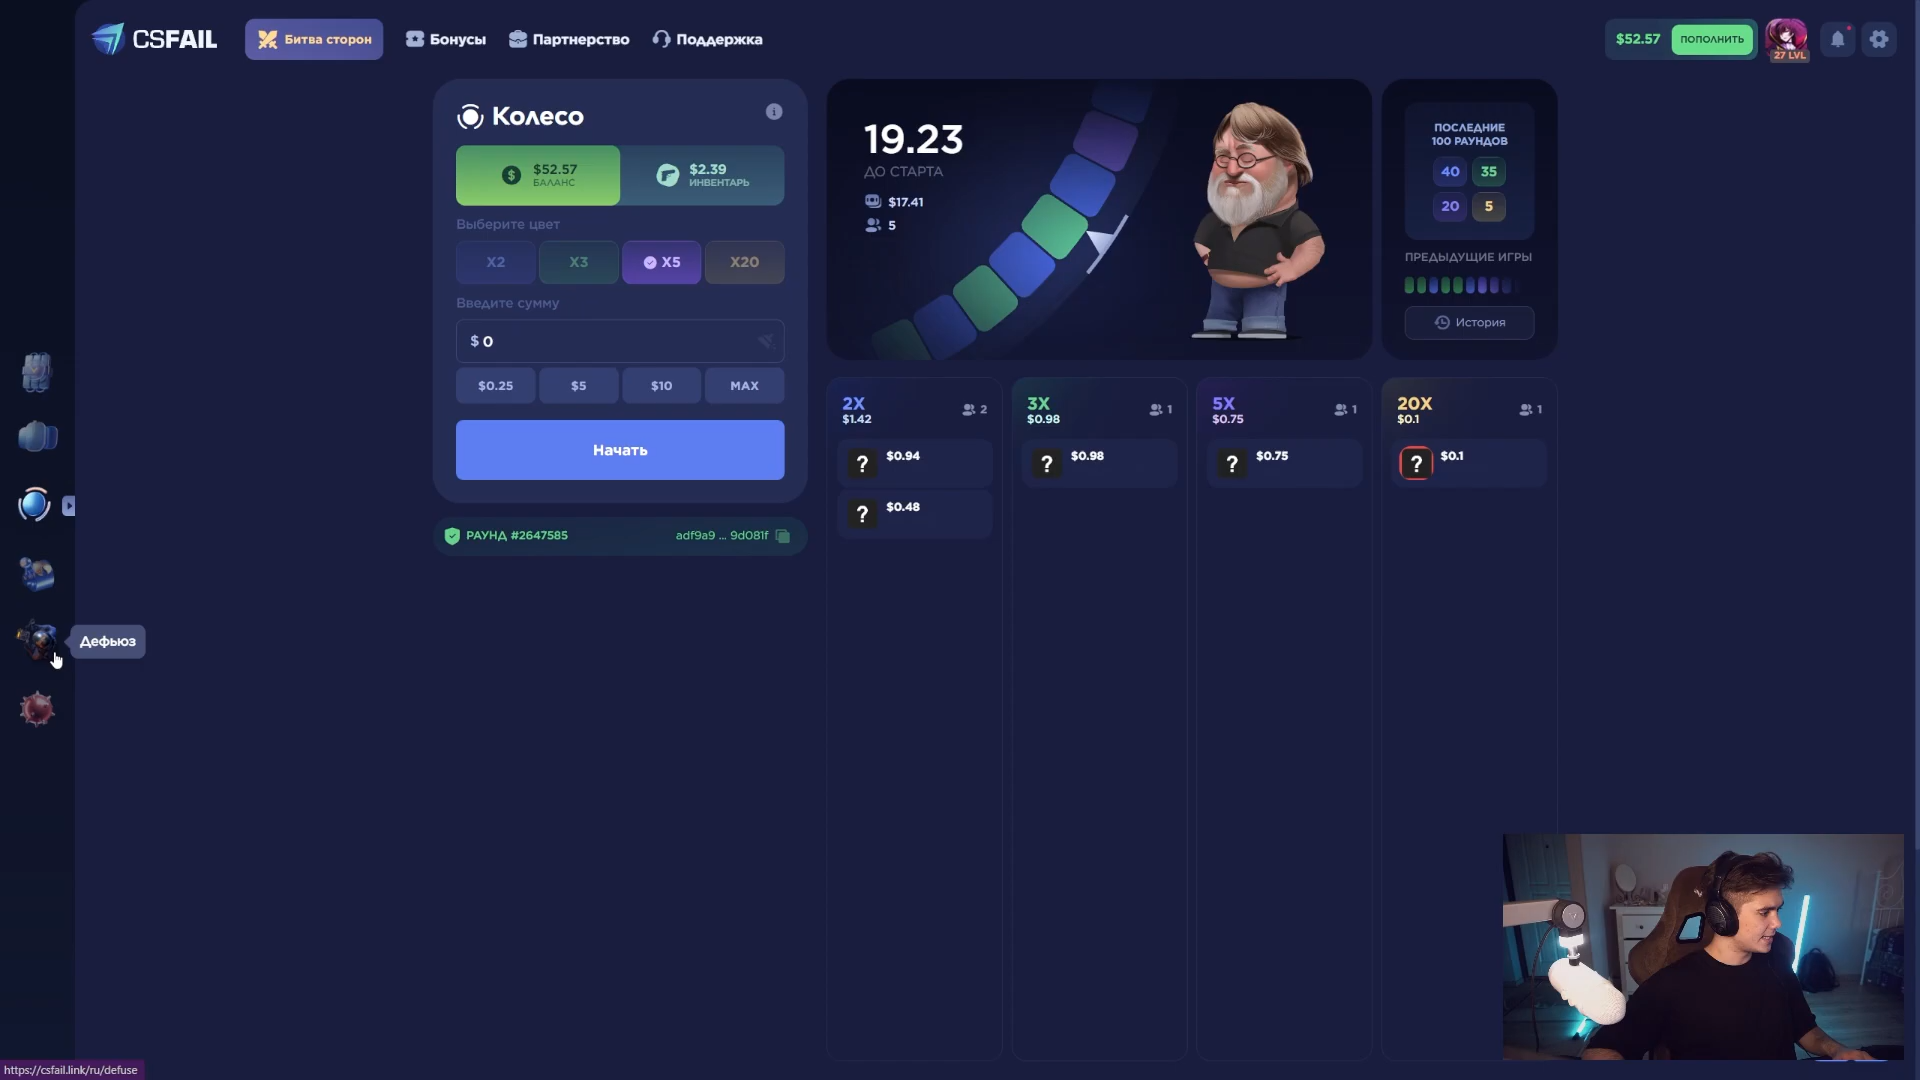 CSFAIL
Битва сторон
Бонусы
Партнерство
Поддержка
$52.57
ПОПОЛНИТЬ
27 LVL
Колесо
$52.57
БАЛАНС
$2.39
ИНВЕНТАРЬ
Выберите цвет
X2
X3
X5
X20
Введите сумму
$ 0
$0.25
$5
$10
MAX
Начать
РАУНД #2647585
adf9a9 ... 9d081f
19.23
ДО СТАРТА
$17.41
5
ПОСЛЕДНИЕ
100 РАУНДОВ
40
35
20
5
ПРЕДЫДУЩИЕ ИГРЫ
История
2X
$1.42
2
? $0.94
? $0.48
3X
$0.98
1
? $0.98
5X
$0.75
1
? $0.75
20X
$0.1
1
? $0.1
Дефьюз
https://csfail.link/ru/defuse